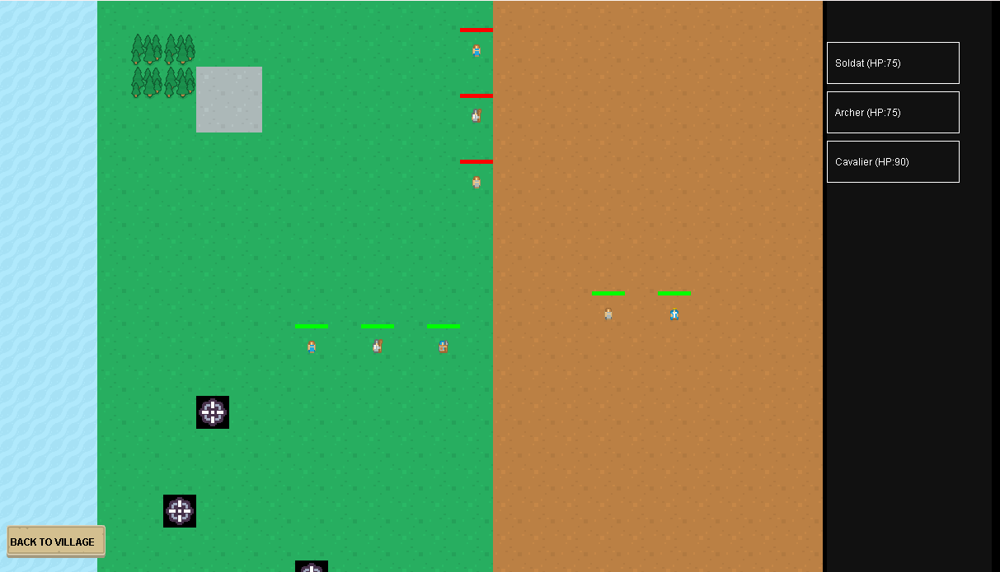 Soldat (HP:75)
Archer (HP:75)
Cavalier (HP:90)
BACK TO VILLAGE